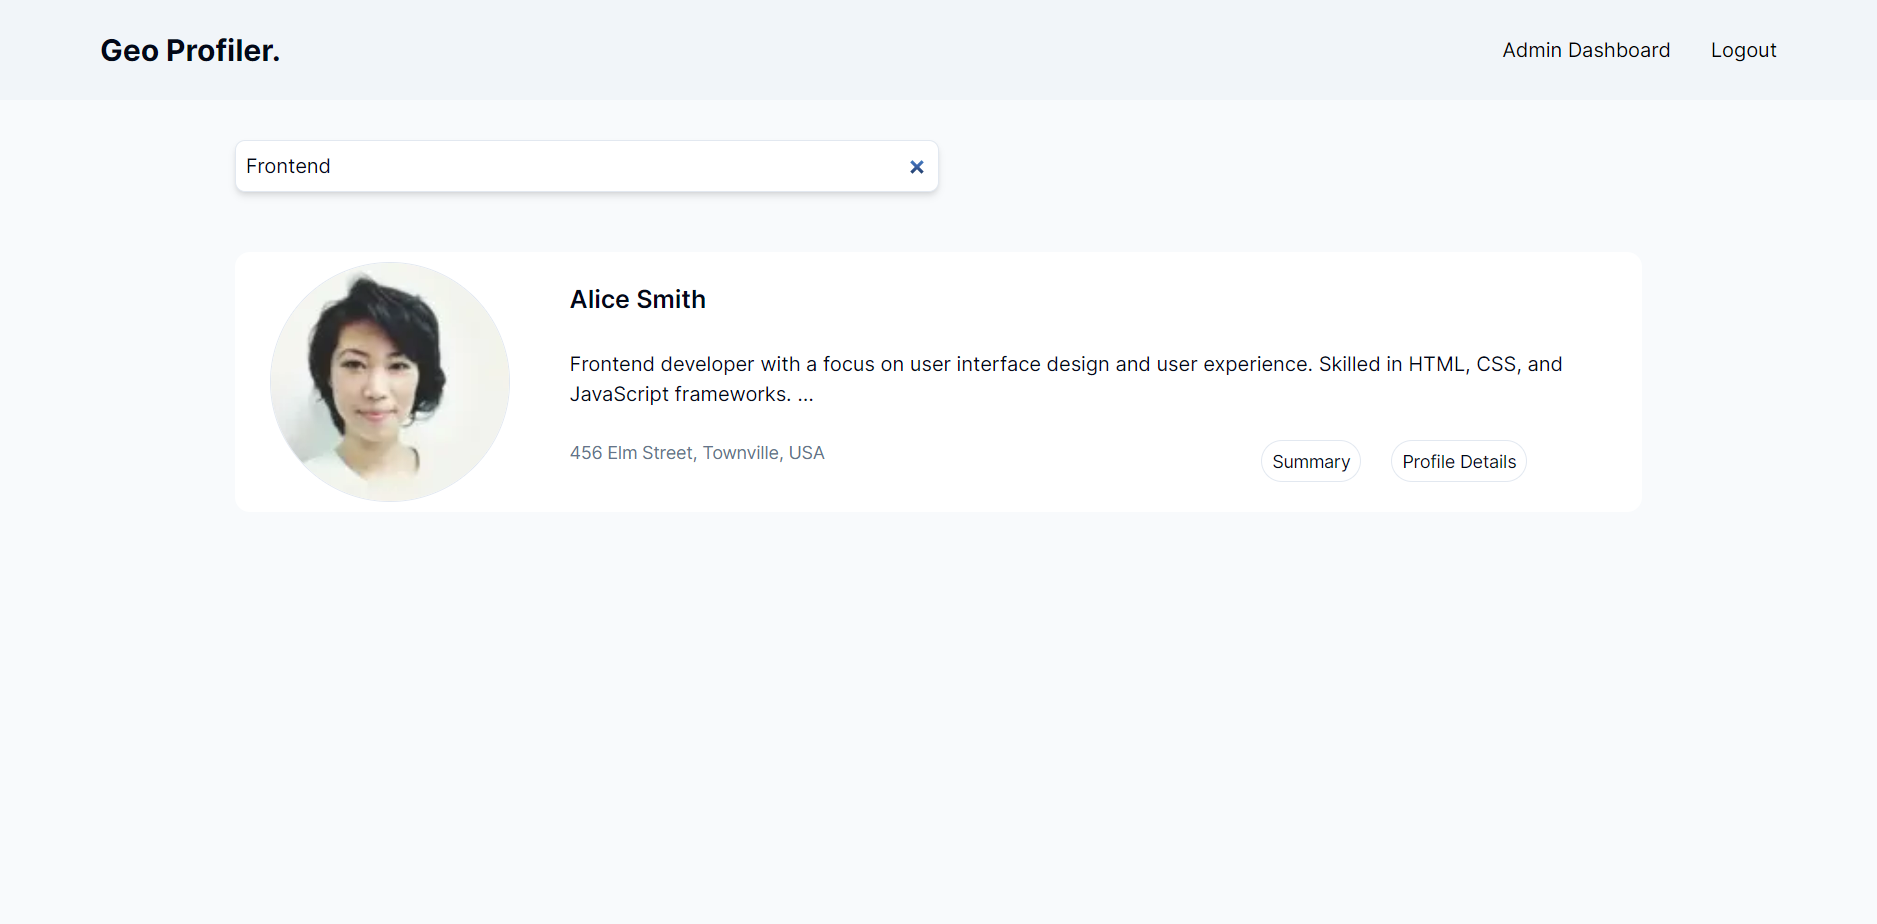 Geo Profiler.
Admin Dashboard
Logout
Frontend
Alice Smith
Frontend developer with a focus on user interface design and user experience. Skilled in HTML, CSS, and
JavaScript frameworks. ...
456 Elm Street, Townville, USA
Summary
Profile Details